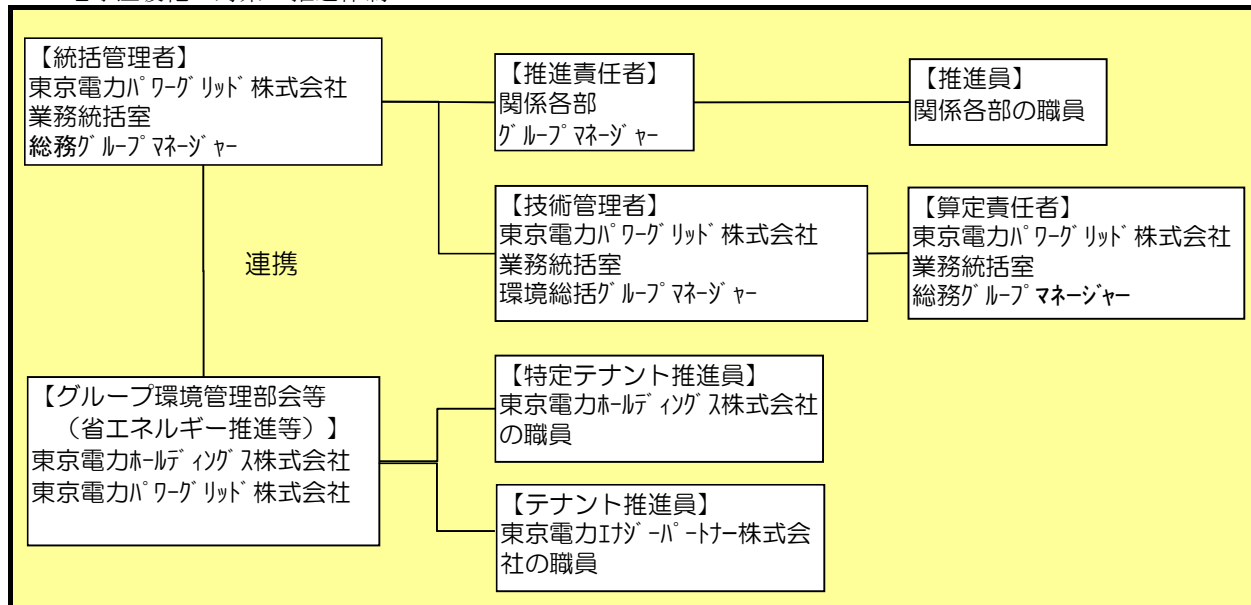 【統括管理者】
東京電力ﾊﾟﾜｰｸﾞﾘｯﾄﾞ株式会社
業務統括室
総務ｸﾞﾙｰﾌﾟﾏﾈｰｼﾞｬｰ
【推進責任者】
関係各部
ｸﾞﾙｰﾌﾟﾏﾈｰｼﾞｬｰ
【推進員】
関係各部の職員
【技術管理者】
東京電力ﾊﾟﾜｰｸﾞﾘｯﾄﾞ株式会社
業務統括室
環境総括ｸﾞﾙｰﾌﾟﾏﾈｰｼﾞｬｰ
【算定責任者】
東京電力ﾊﾟﾜｰｸﾞﾘｯﾄﾞ株式会社
業務統括室
総務ｸﾞﾙｰﾌﾟﾏﾈｰｼﾞｬｰ
連携
【グループ環境管理部会等
（省エネルギー推進等）】
東京電力ﾎｰﾙﾃﾞｨﾝｸﾞｽ株式会社
東京電力ﾊﾟﾜｰｸﾞﾘｯﾄﾞ株式会社
【特定テナント推進員】
東京電力ﾎｰﾙﾃﾞｨﾝｸﾞｽ株式会社
の職員
【テナント推進員】
東京電力ｴﾅｼﾞｰﾊﾟｰﾄﾅｰ株式会
社の職員